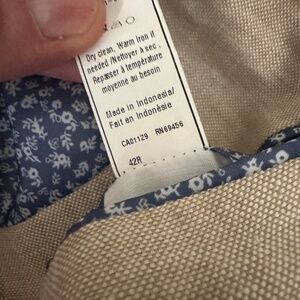 Dry clean, Warm Iron if
needed /Nettoyer à sec,
Repasser à température
moyenne au besoin
Made in Indonesia/
Fait en Indonésie
CA01129 RN69456
42R